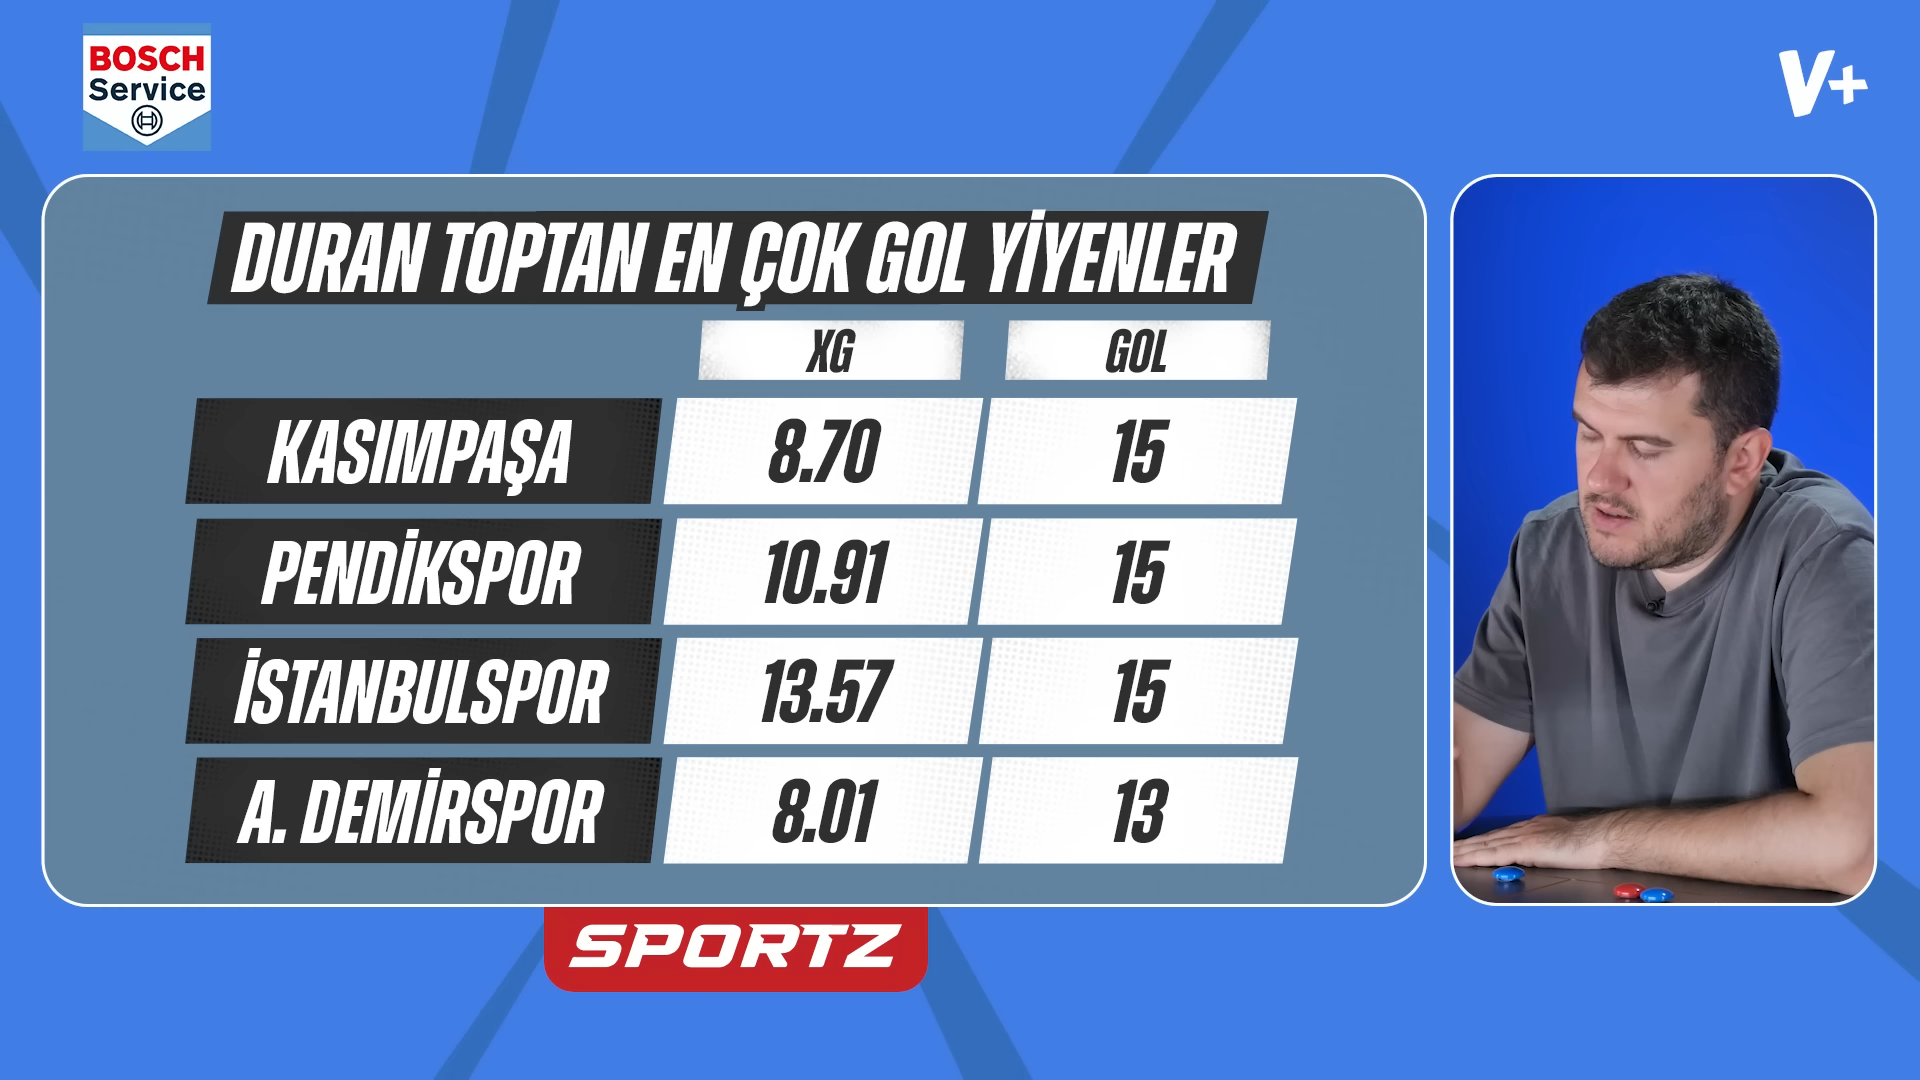 BOSCH
Service
V+
DURAN TOPTAN EN ÇOK GOL YİYENLER
XG GOL
KASIMPAŞA 8.70 15
PENDİKSPOR 10.91 15
İSTANBULSPOR 13.57 15
A. DEMİRSPOR 8.01 13
SPORTZ